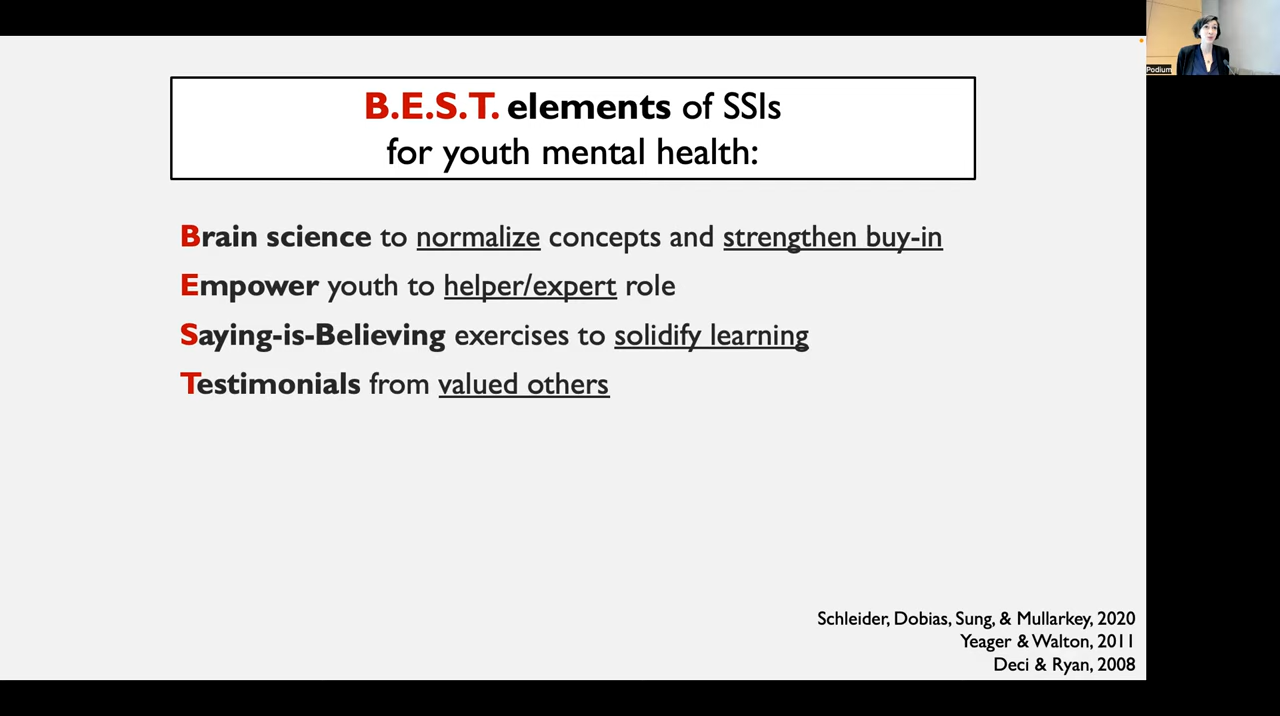 B.E.S.T. elements of SSIs
for youth mental health:
Brain science to normalize concepts and strengthen buy-in
Empower youth to helper/expert role
Saying-is-Believing exercises to solidify learning
Testimonials from valued others
Schleider, Dobias, Sung, & Mullarkey, 2020
Yeager & Walton, 2011
Deci & Ryan, 2008
Podium